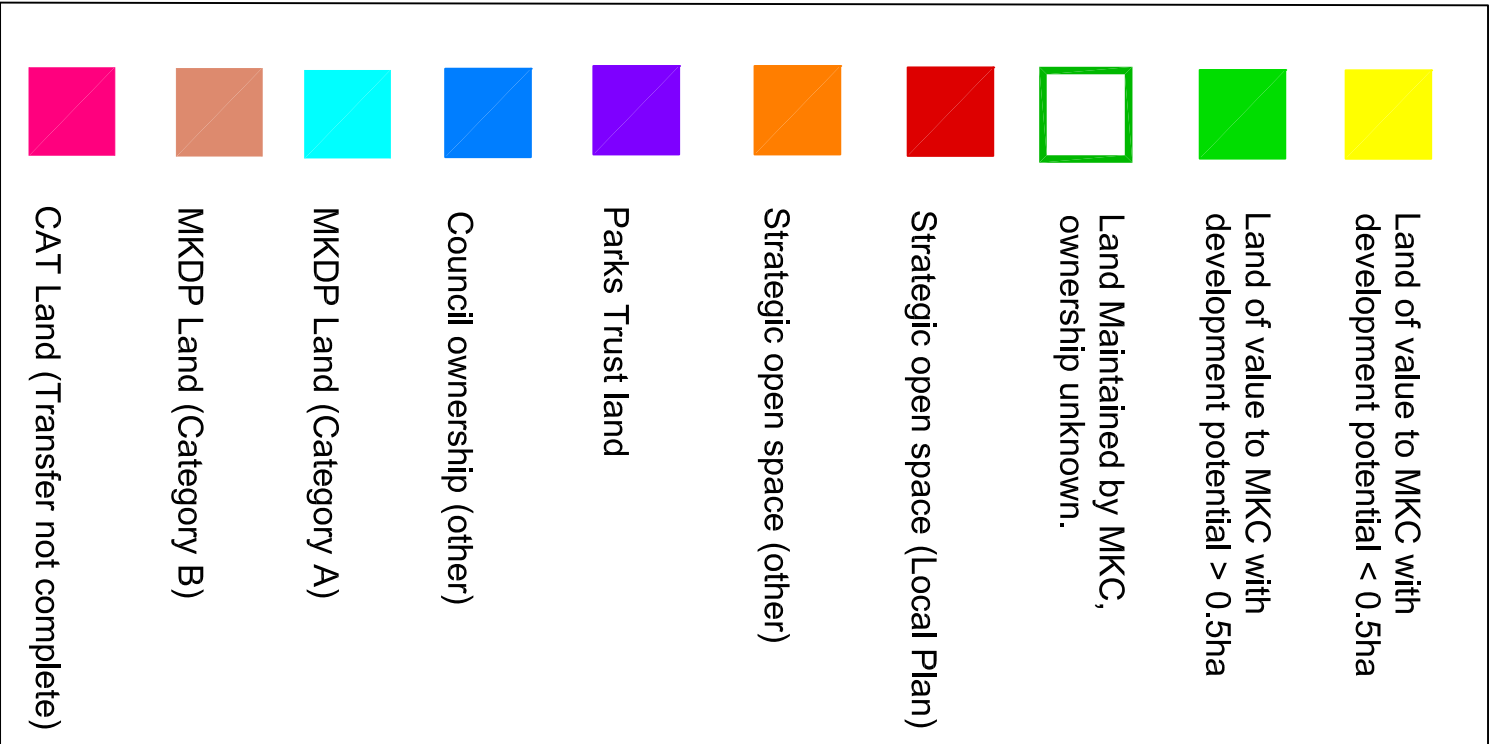 Land of value to MKC with
development potential < 0.5ha
Land of value to MKC with
development potential > 0.5ha
Land Maintained by MKC,
ownership unknown.
Strategic open space (Local Plan)
Strategic open space (other)
Parks Trust land
Council ownership (other)
MKDP Land (Category A)
MKDP Land (Category B)
CAT Land (Transfer not complete)